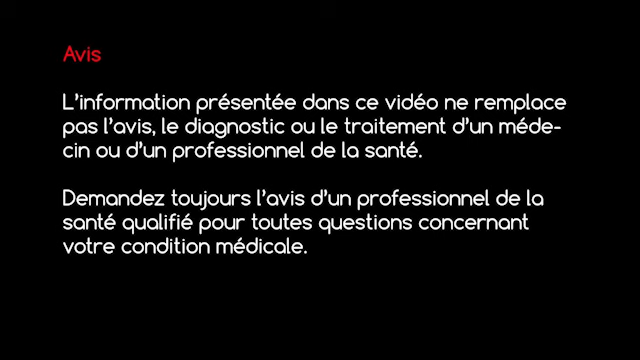 Avis
L'information présentée dans ce vidéo ne remplace
pas l'avis, le diagnostic ou le traitement d'un méde-
cin ou d'un professionnel de la santé.
Demandez toujours l'avis d'un professionnel de la
santé qualifié pour toutes questions concernant
votre condition médicale.